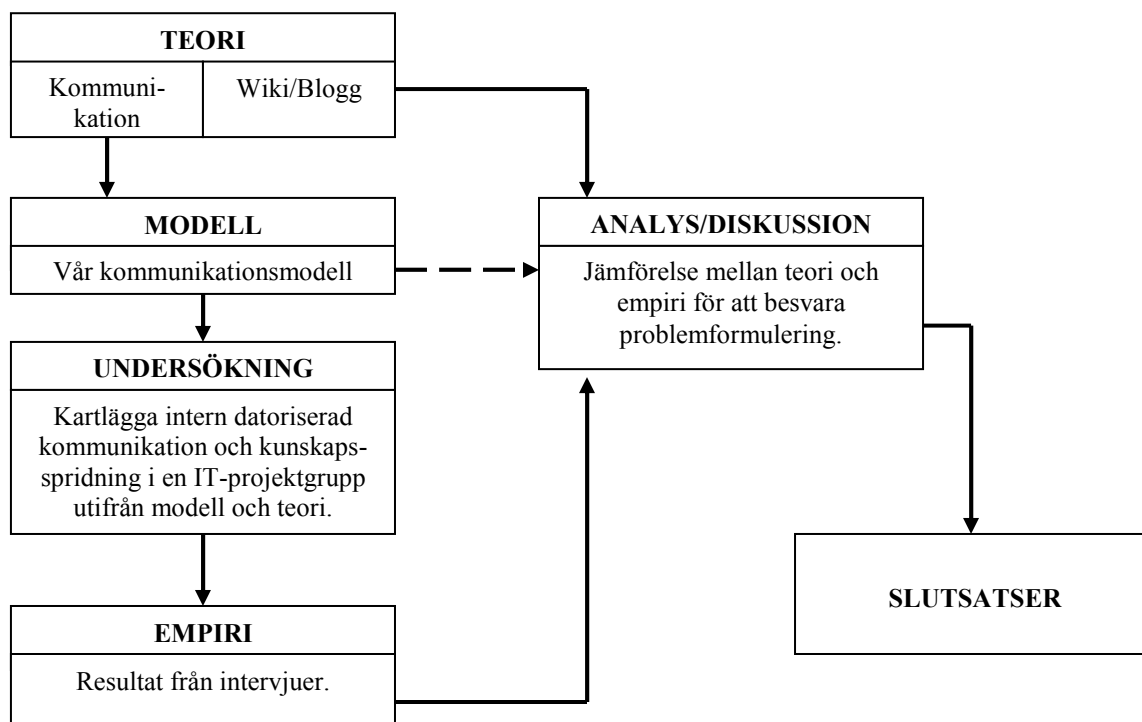 TEORI
Kommuni-
kation
Wiki/Blogg
MODELL
Vår kommunikationsmodell
UNDERSÖKNING
Kartlägga intern datoriserad
kommunikation och kunskaps-
spridning i en IT-projektgrupp
utifrån modell och teori.
EMPIRI
Resultat från intervjuer.
ANALYS/DISKUSSION
Jämförelse mellan teori och
empiri för att besvara
problemformulering.
SLUTSATSER